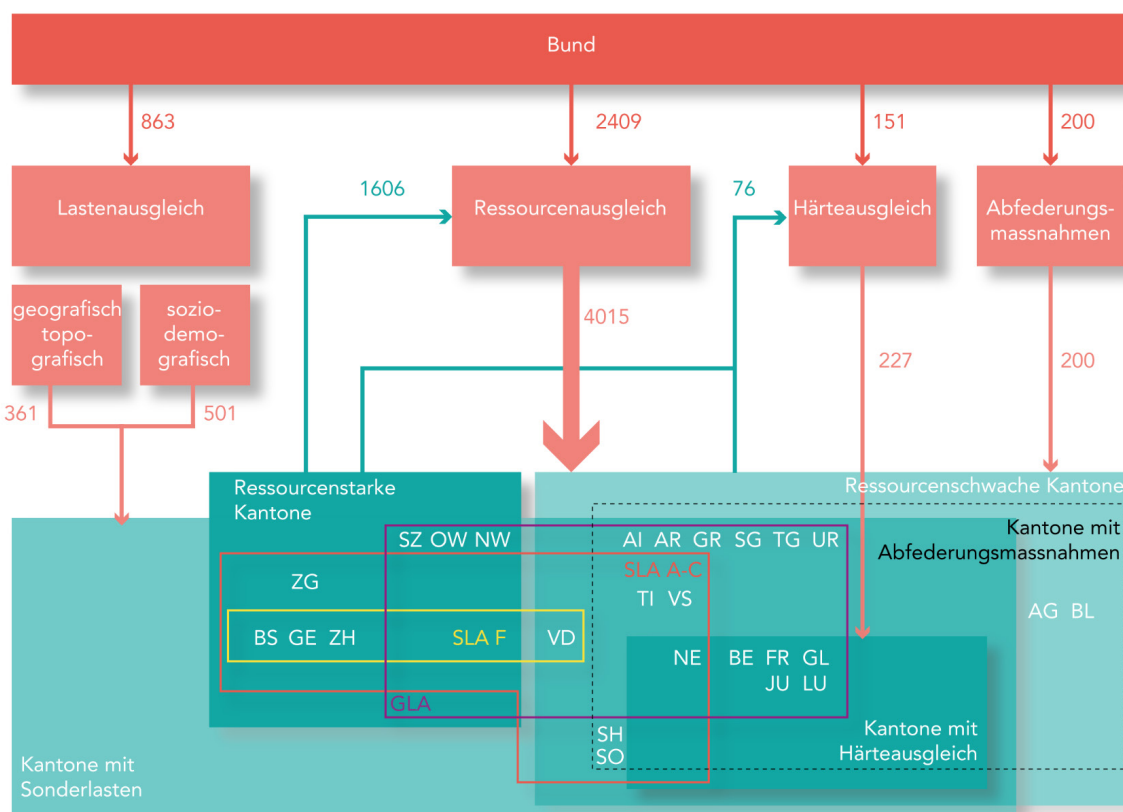 Bund
863
2409
151
200
1606
76
Lastenausgleich
Ressourcenausgleich
Härteausgleich
Abfederungs-
massnahmen
geografisch
topo-
grafisch
sozio-
demo-
grafisch
4015
227
200
361
501
Ressourcenstarke
Kantone
Ressourcenschwache Kantone
Kantone mit
Abfederungsmassnahmen
SZ OW NW
AI AR GR SG TG UR
SLA A-C
ZG
TI VS
AG BL
BS GE ZH
SLA F
VD
NE
BE FR GL
JU LU
GLA
SH
SO
Kantone mit
Härteausgleich
Kantone mit
Sonderlasten